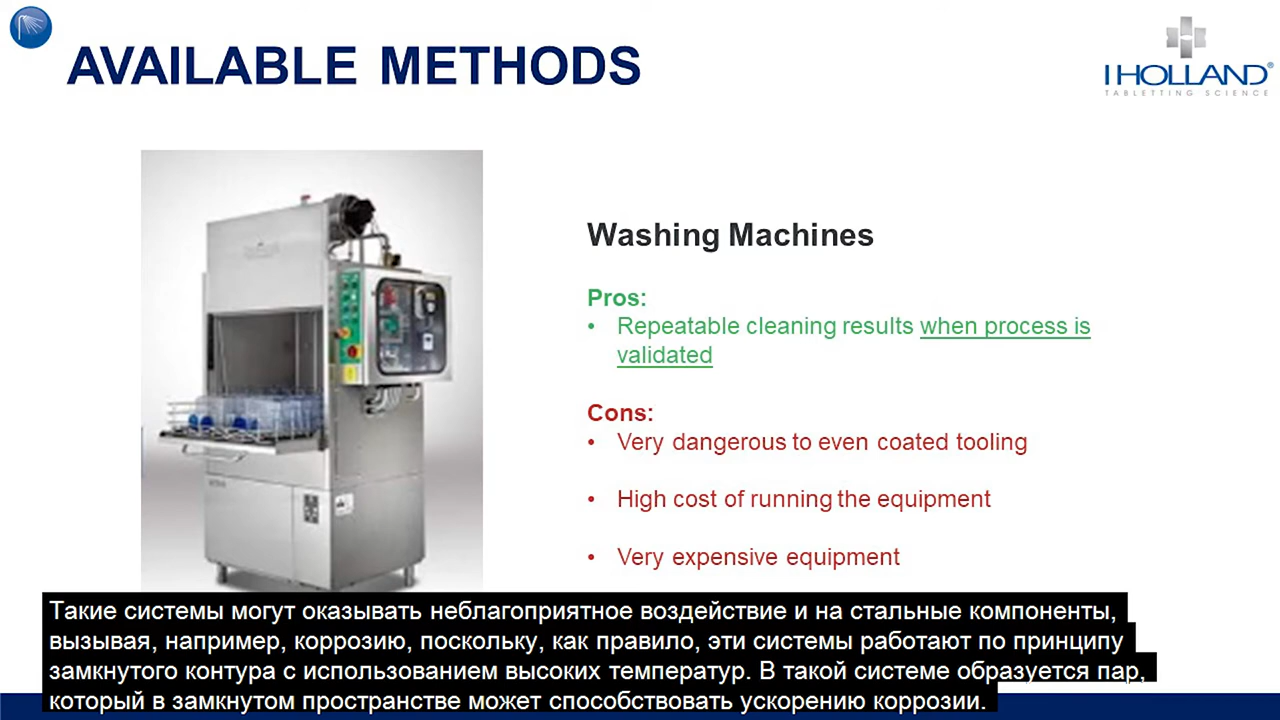 AVAILABLE METHODS
I HOLLAND®
TABLETTING SCIENCE
Washing Machines
Pros:
• Repeatable cleaning results when process is
validated
Cons:
• Very dangerous to even coated tooling
• High cost of running the equipment
• Very expensive equipment
Такие системы могут оказывать неблагоприятное воздействие и на стальные компоненты,
вызывая, например, коррозию, поскольку, как правило, эти системы работают по принципу
замкнутого контура с использованием высоких температур. В такой системе образуется пар,
который в замкнутом пространстве может способствовать ускорению коррозии.